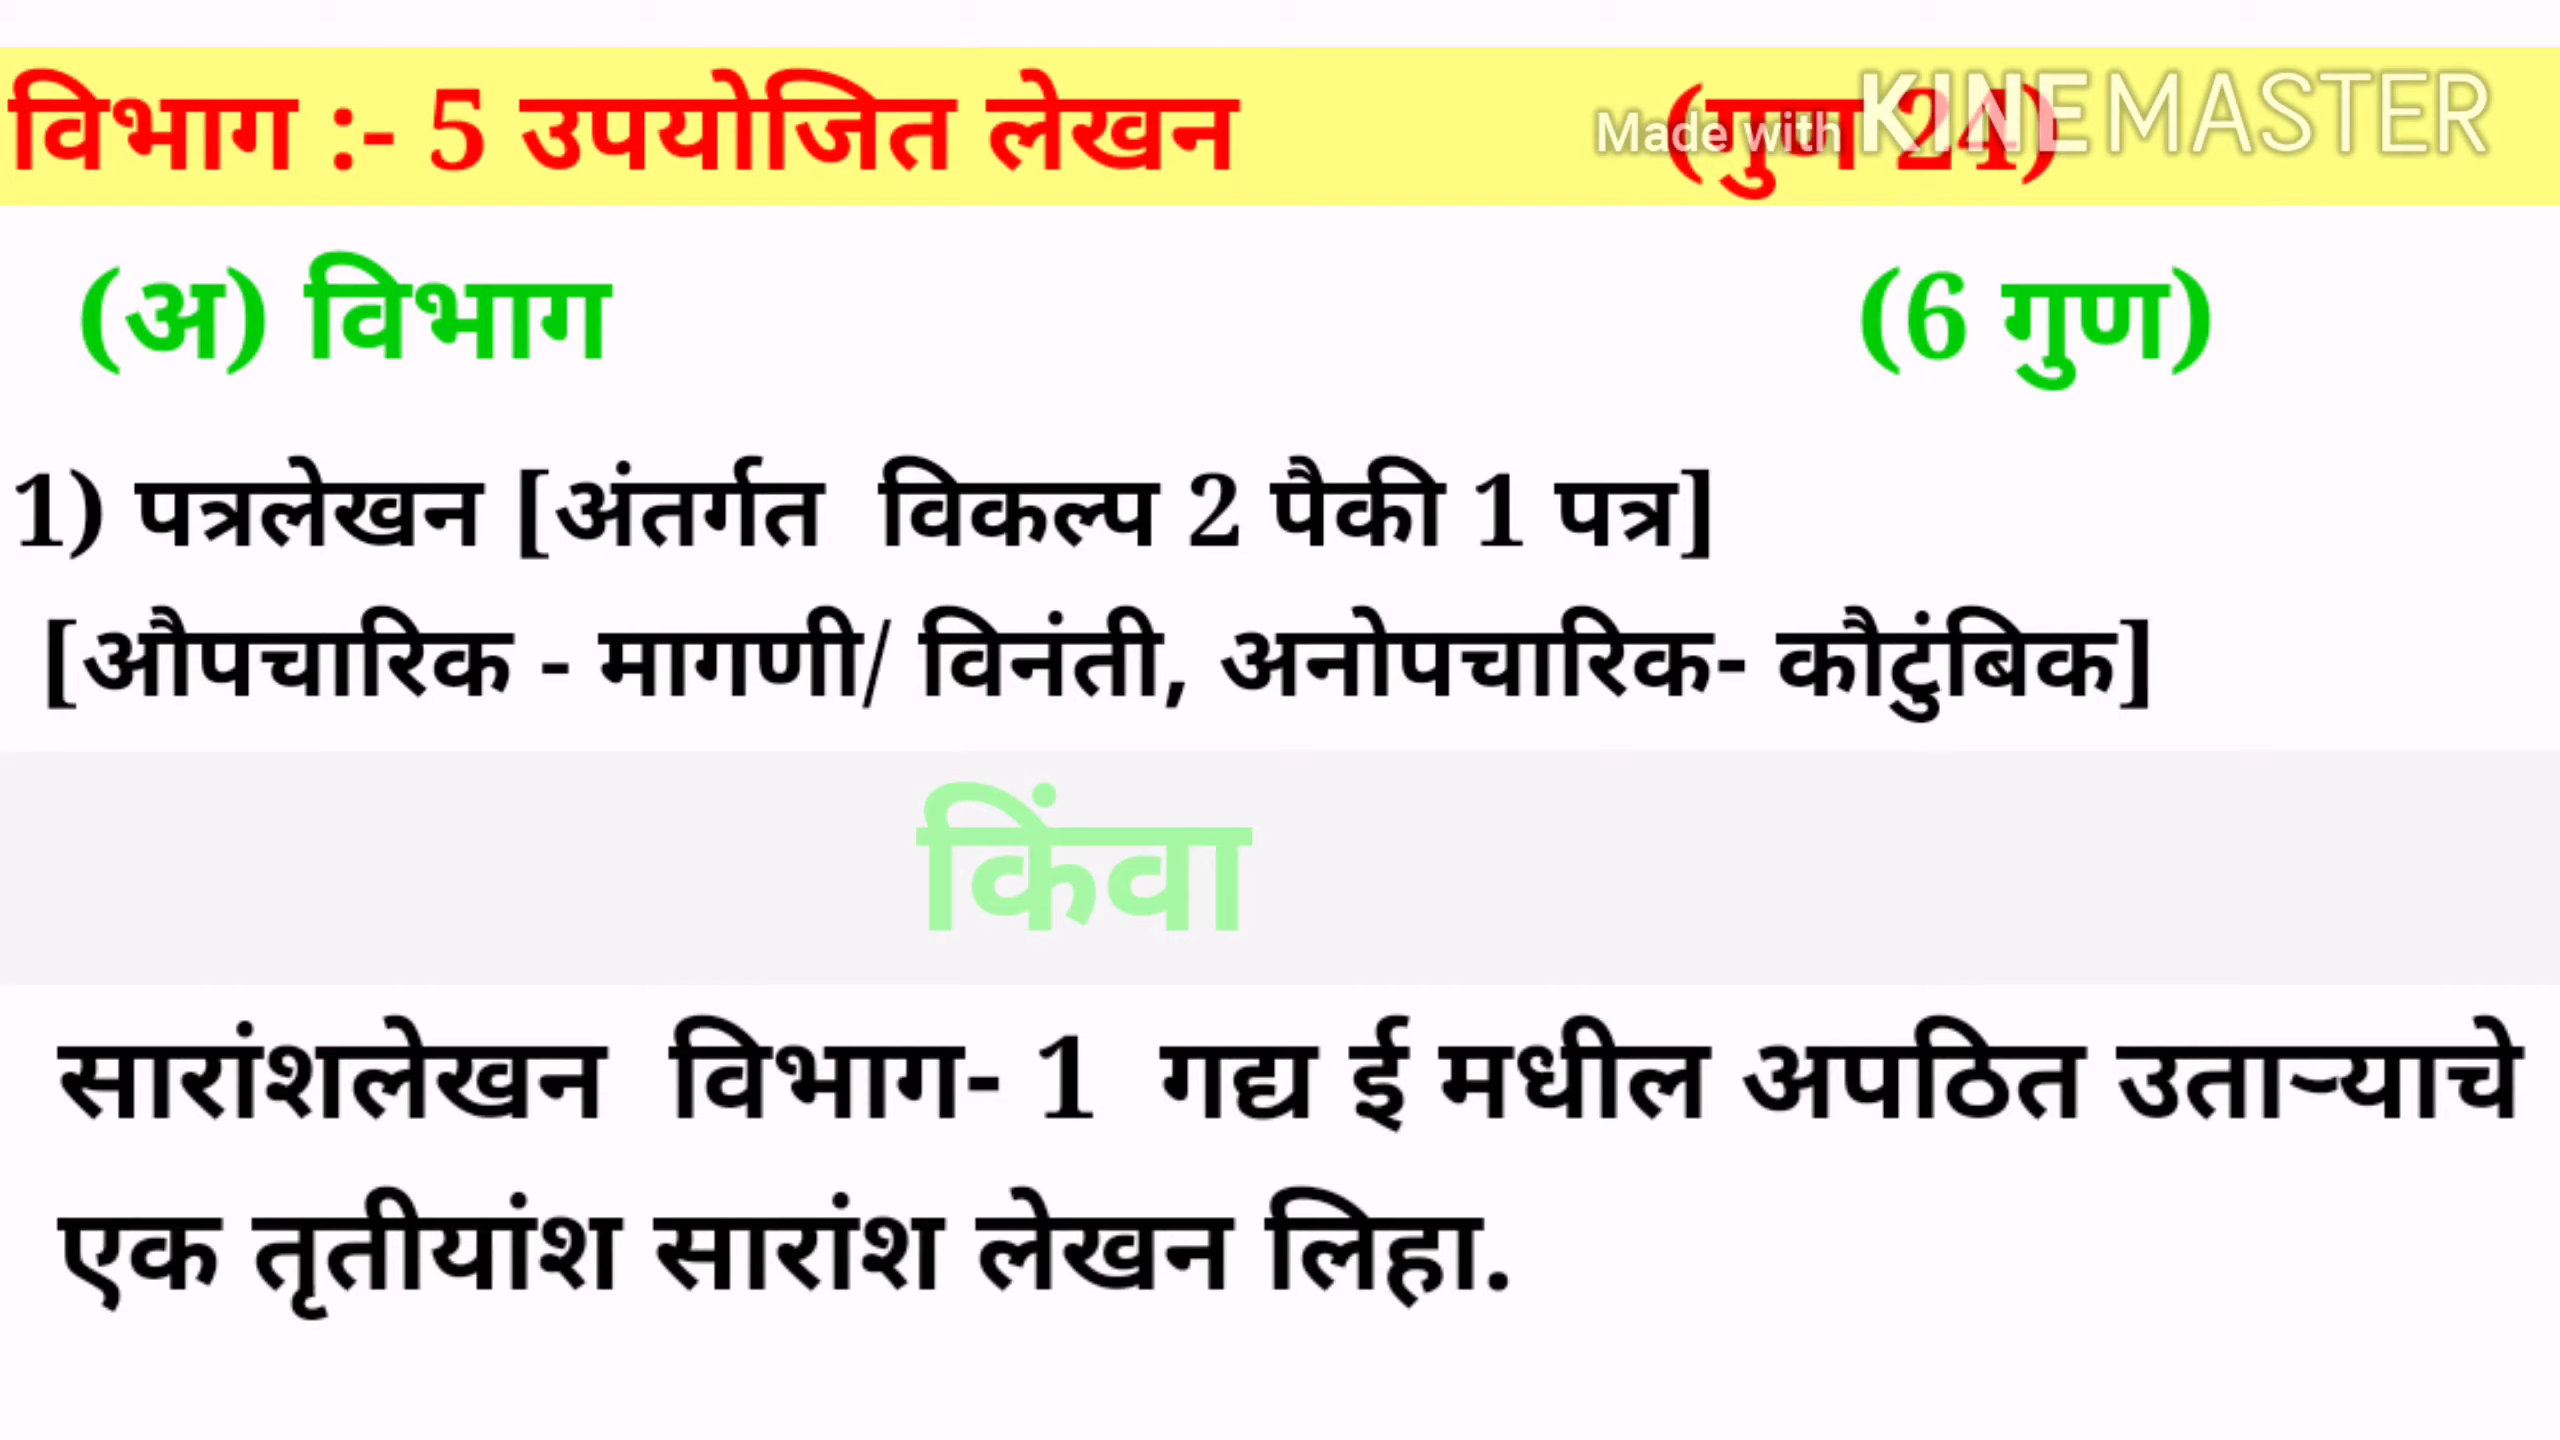 विभाग :- 5 उपयोजित लेखन (गुण 24)
Made with KINEMASTER
(अ) विभाग (6 गुण)
1) पत्रलेखन [अंतर्गत विकल्प 2 पैकी 1 पत्र]
[औपचारिक - मागणी/ विनंती, अनोपचारिक- कौटुंबिक]
किंवा
सारांशलेखन विभाग- 1 गद्य ई मधील अपठित उताऱ्याचे
एक तृतीयांश सारांश लेखन लिहा.